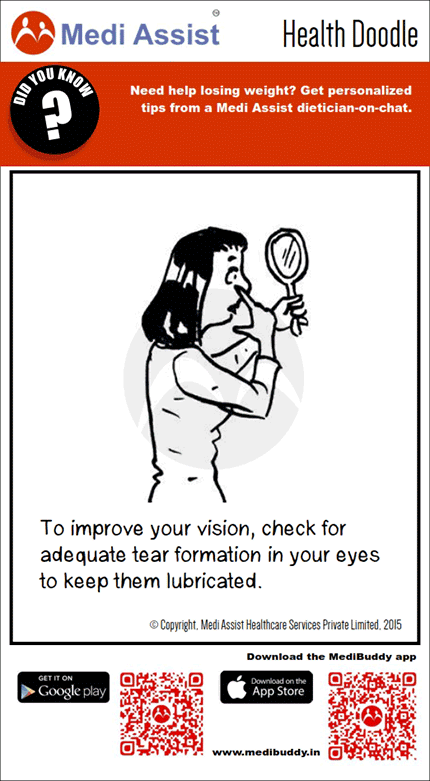 Medi Assist
Health Doodle
DID YOU KNOW
?
Need help losing weight? Get personalized
tips from a Medi Assist dietician-on-chat.
To improve your vision, check for
adequate tear formation in your eyes
to keep them lubricated.
© Copyright, Medi Assist Healthcare Services Private Limited, 2015
Download the MediBuddy app
GET IT ON
Google play
Download on the
App Store
www.medibuddy.in